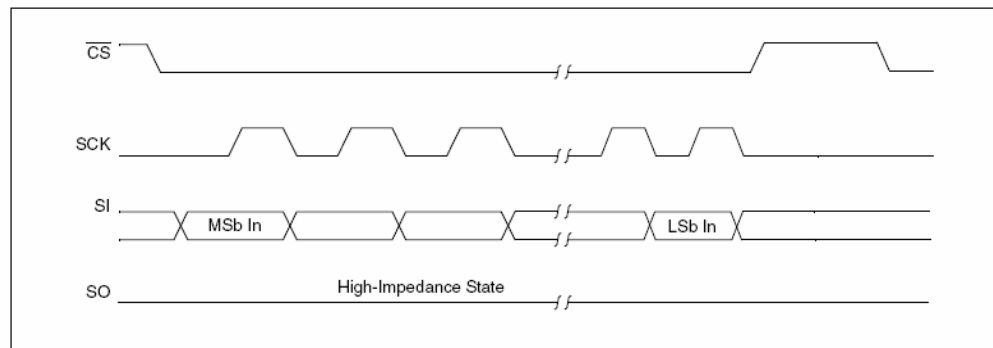 CS
SCK
SI
MSb In
LSb In
SO
High-Impedance State